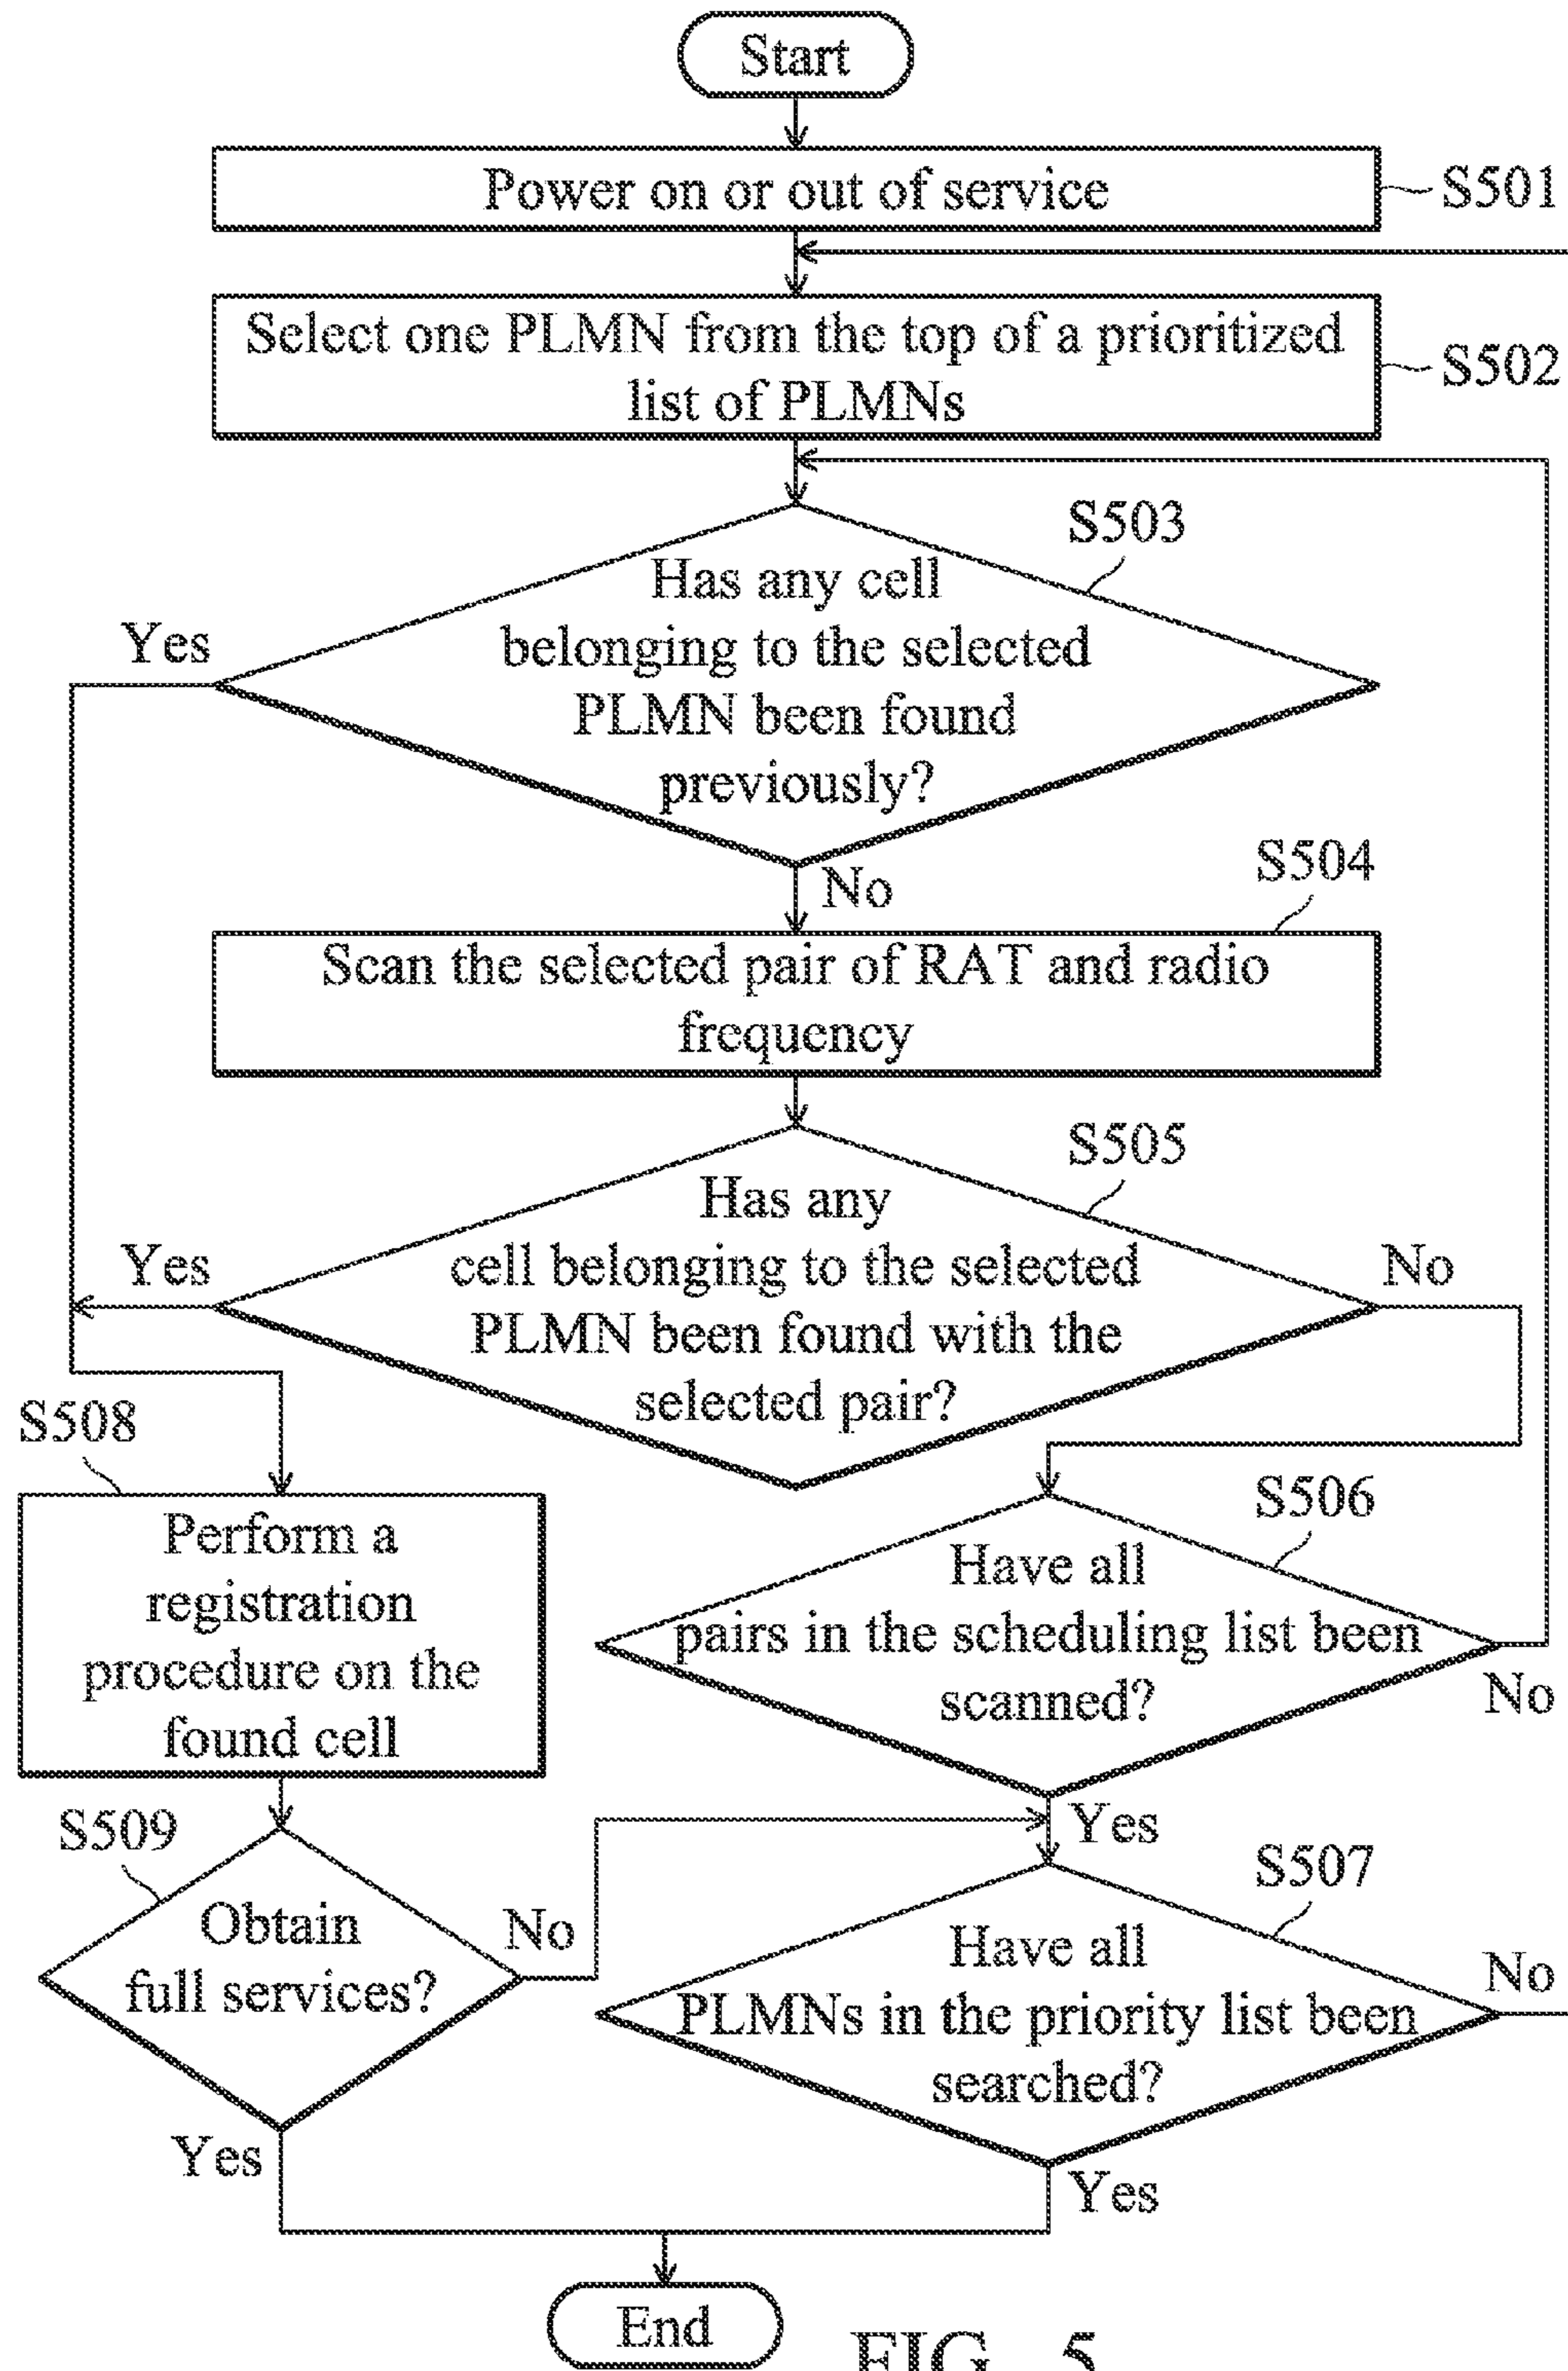 Start
Power on or out of service
S501
Select one PLMN from the top of a prioritized
list of PLMNs
S502
S503
Has any cell
belonging to the selected
PLMN been found
previously?
Yes
No
S504
Scan the selected pair of RAT and radio
frequency
S505
Has any
cell belonging to the selected
PLMN been found with the
selected pair?
Yes
No
S508
Perform a
registration
procedure on the
found cell
S506
Have all
pairs in the scheduling list been
scanned?
No
Yes
S509
Obtain
full services?
No
Yes
S507
Have all
PLMNs in the priority list been
searched?
No
Yes
End
FIG. 5